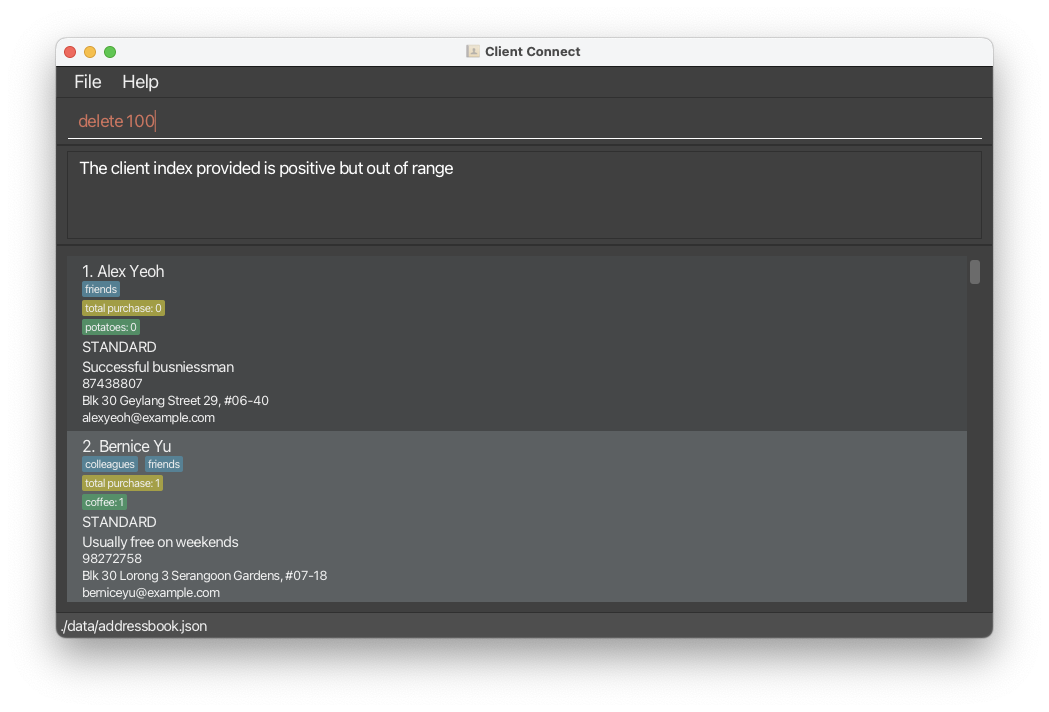 Client Connect
File Help
delete 100
The client index provided is positive but out of range
1. Alex Yeoh
friends
total purchase: 0
potatoes: 0
STANDARD
Successful busniessman
87438807
Blk 30 Geylang Street 29, #06-40
alexyeoh@example.com
2. Bernice Yu
colleagues friends
total purchase: 1
coffee: 1
STANDARD
Usually free on weekends
98272758
Blk 30 Lorong 3 Serangoon Gardens, #07-18
berniceyu@example.com
./data/addressbook.json